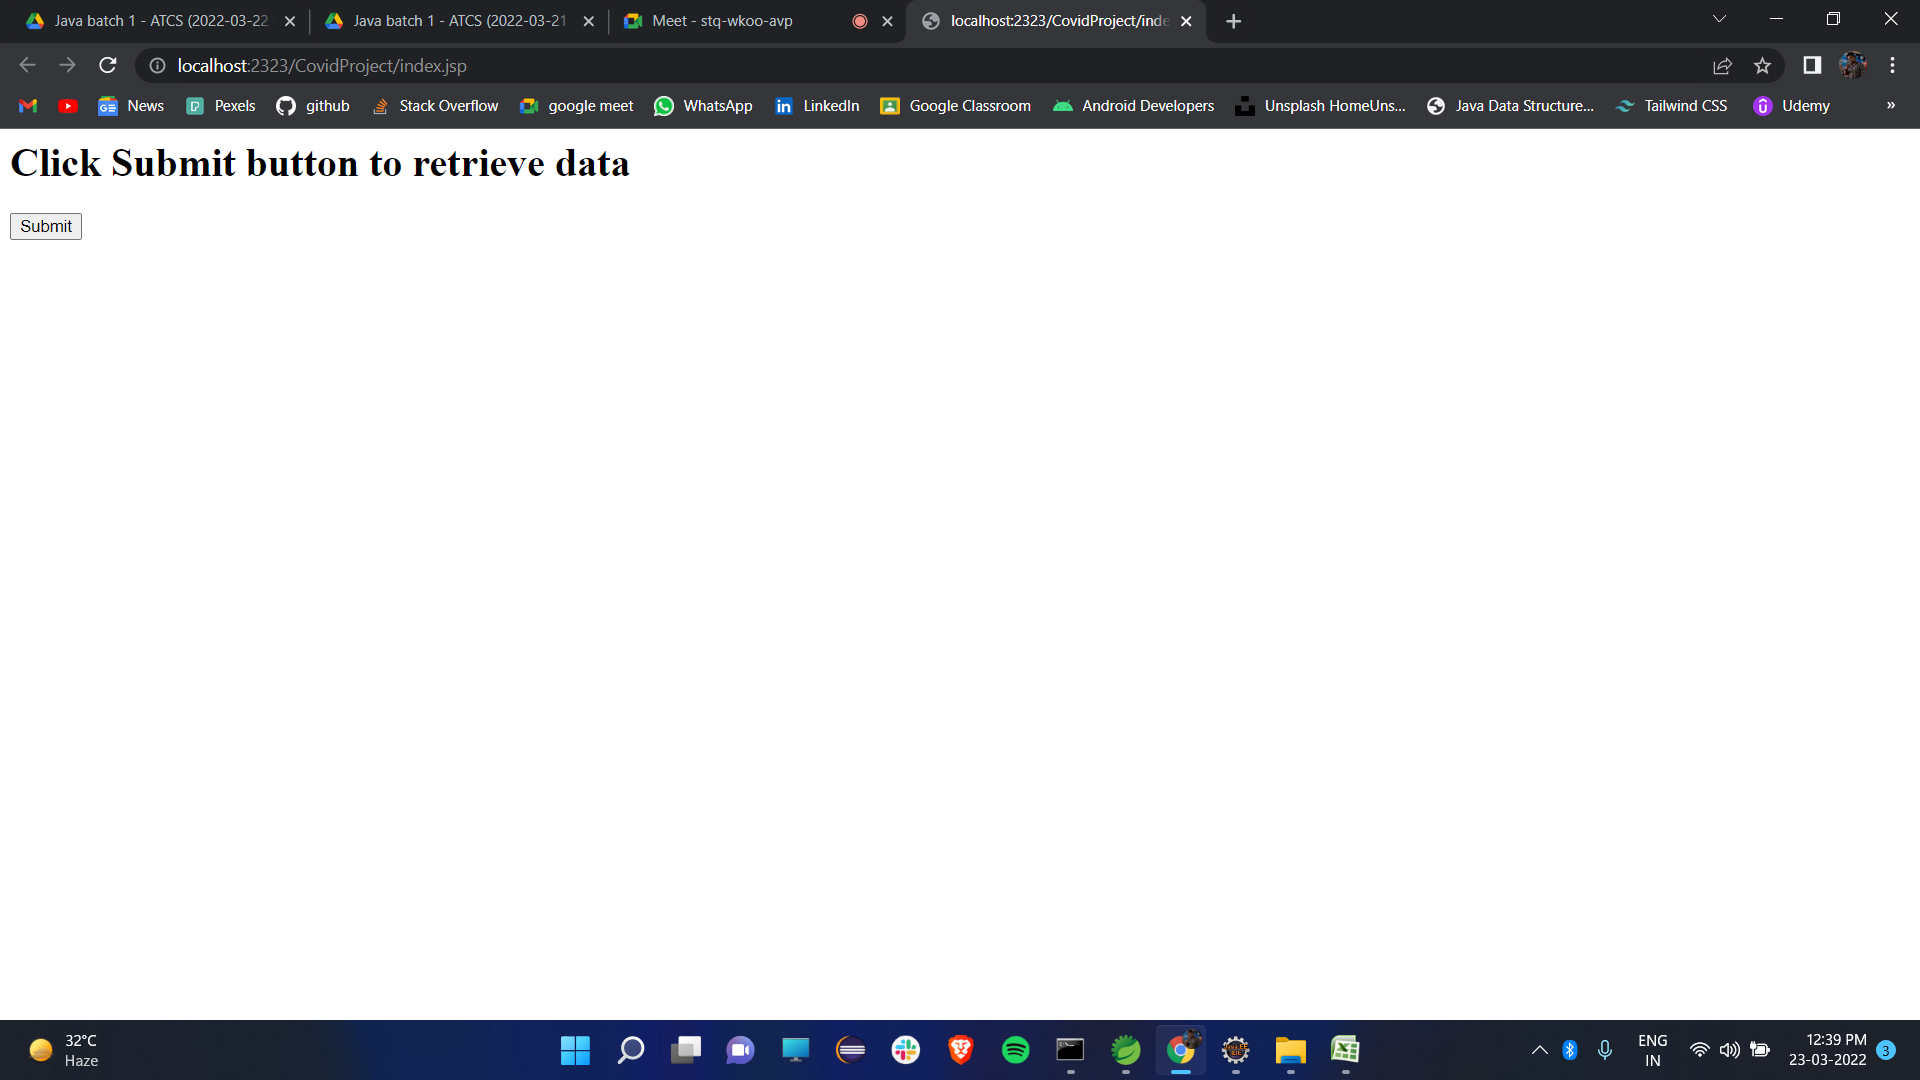 Java batch 1 - ATCS (2022-03-22
Java batch 1 - ATCS (2022-03-21
Meet - stq-wkoo-avp
localhost:2323/CovidProject/inde
localhost:2323/CovidProject/index.jsp
News
Pexels
github
Stack Overflow
google meet
WhatsApp
LinkedIn
Google Classroom
Android Developers
Unsplash HomeUns...
Java Data Structure...
Tailwind CSS
Udemy
»
Click Submit button to retrieve data
Submit
32°C
Haze
ENG
IN
12:39 PM
23-03-2022
3